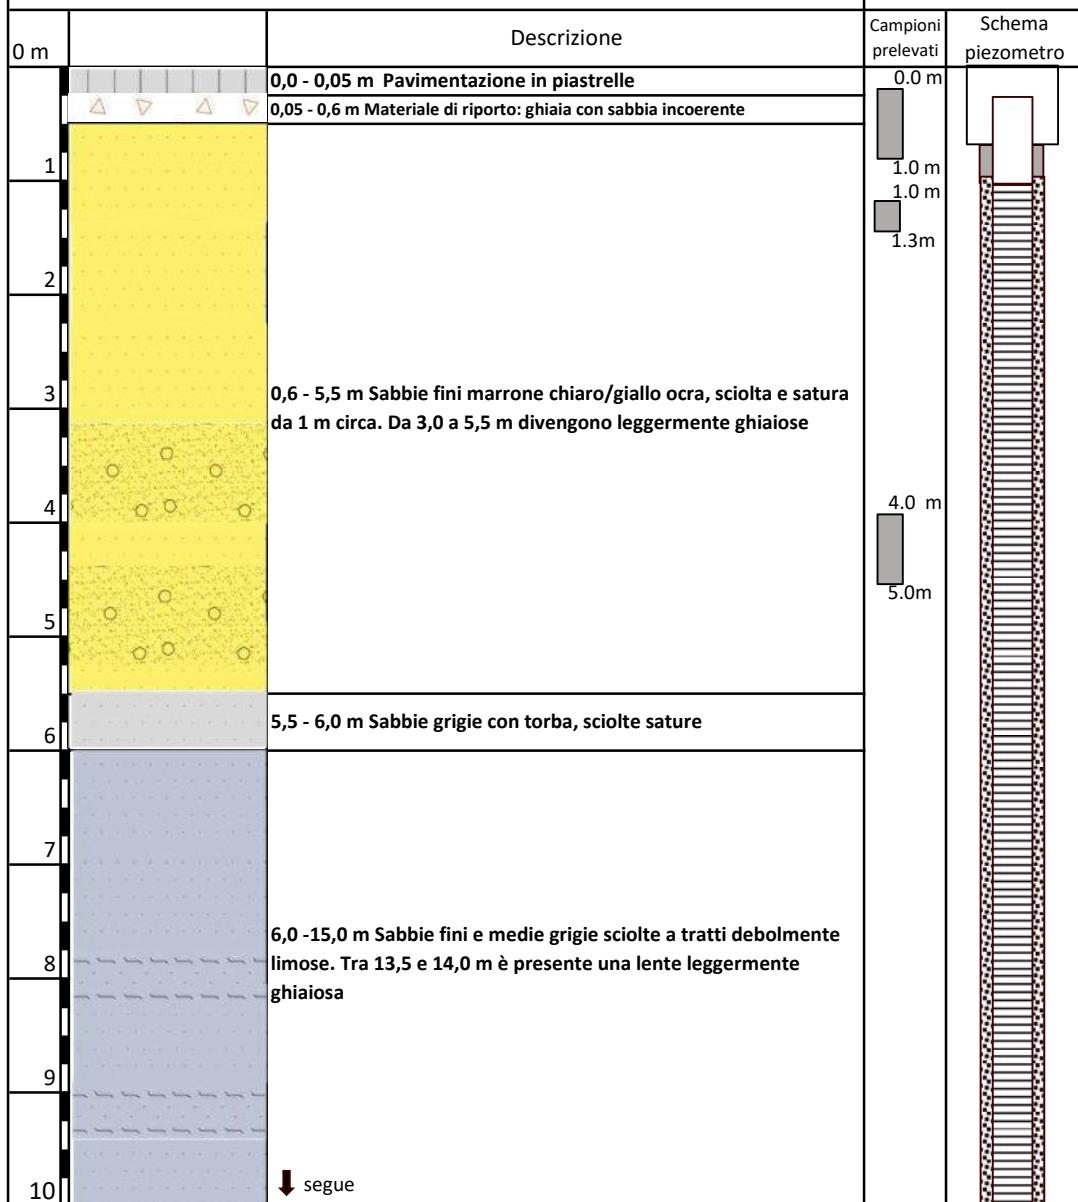 0 m
Descrizione
Campioni
prelevati
Schema
piezometro
0,0 - 0,05 m Pavimentazione in piastrelle
0.0 m
0,05 - 0,6 m Materiale di riporto: ghiaia con sabbia incoerente
1
1.0 m
1.0 m
1.3m
2
3
0,6 - 5,5 m Sabbie fini marrone chiaro/giallo ocra, sciolta e satura
da 1 m circa. Da 3,0 a 5,5 m divengono leggermente ghiaiose
4
4.0 m
5.0m
5
5,5 - 6,0 m Sabbie grigie con torba, sciolte sature
6
7
6,0 -15,0 m Sabbie fini e medie grigie sciolte a tratti debolmente
limose. Tra 13,5 e 14,0 m è presente una lente leggermente
ghiaiosa
8
9
10
segue